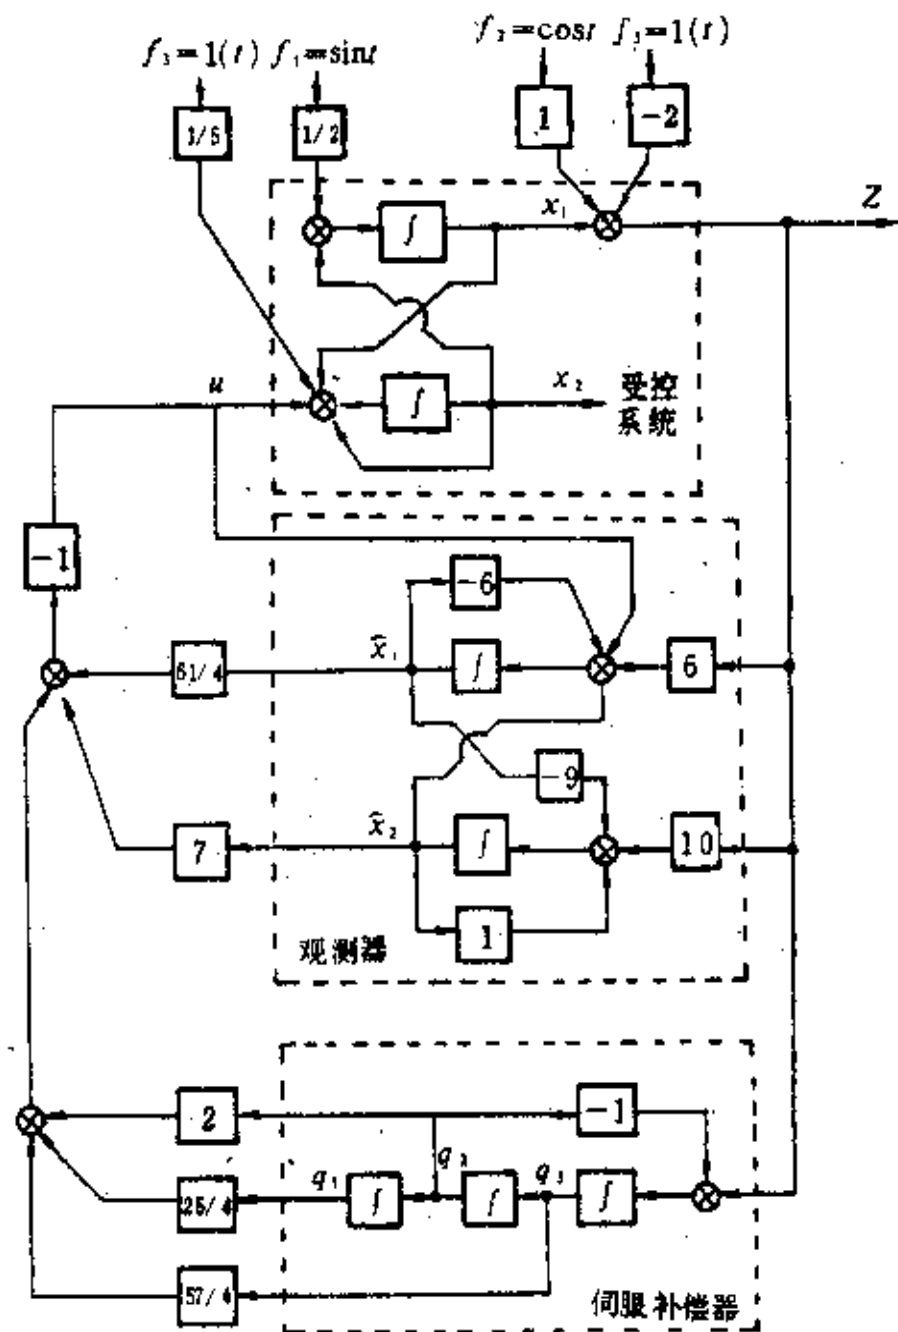 f₃=1(t) f₁=sint
f₂=cost f₃=1(t)
1/5
1/2
1
-2
∫
x₁
Z
u
∫
x₂
受控
系统
-1
-6
x̂₁
61/4
∫
6
-9
x̂₂
7
∫
10
1
观测器
2
-1
q₁
q₂
q₃
25/4
∫
∫
∫
57/4
伺服补偿器